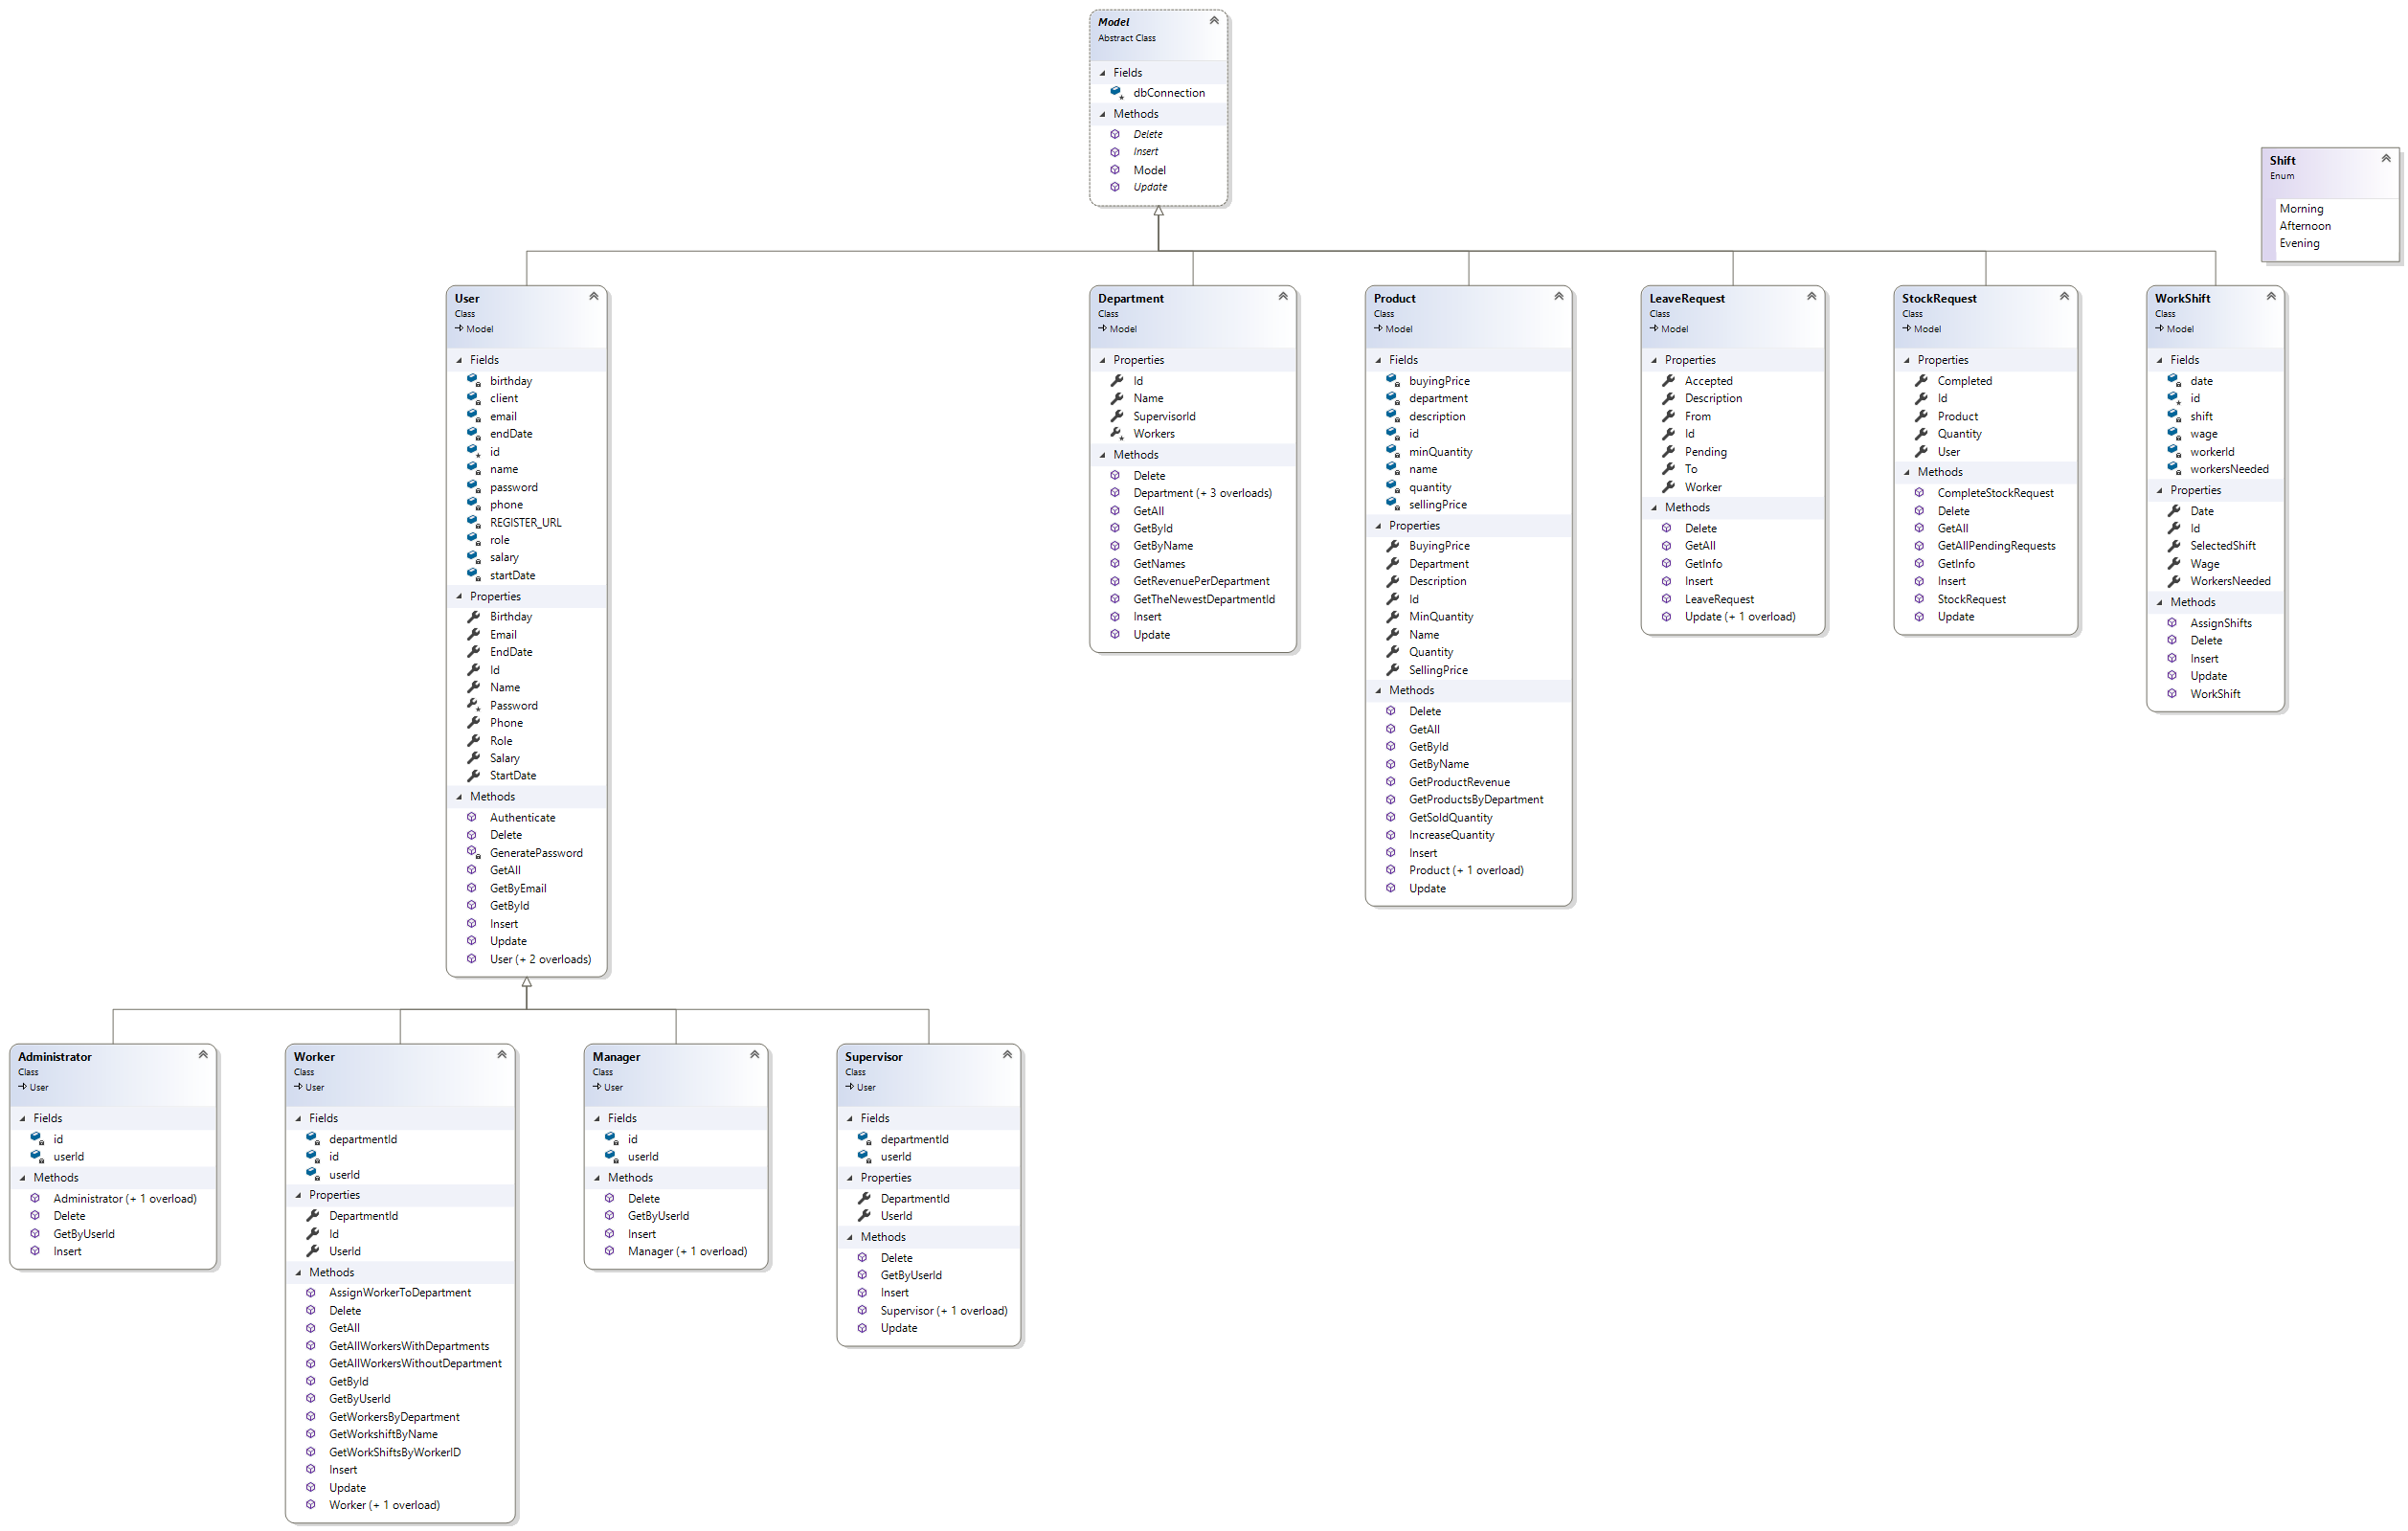 Model
Abstract Class
Fields
dbConnection
Methods
Delete
Insert
Model
Update
Shift
Enum
Morning
Afternoon
Evening
User
Class
Model
Fields
birthday
client
email
endDate
id
name
password
phone
REGISTER_URL
role
salary
startDate
Properties
Birthday
Email
EndDate
Id
Name
Password
Phone
Role
Salary
StartDate
Methods
Authenticate
Delete
GeneratePassword
GetAll
GetByEmail
GetById
Insert
Update
User (+ 2 overloads)
Department
Class
Model
Properties
Id
Name
SupervisorId
Workers
Methods
Delete
Department (+ 3 overloads)
GetAll
GetById
GetByName
GetNames
GetRevenuePerDepartment
GetTheNewestDepartmentId
Insert
Update
Product
Class
Model
Fields
buyingPrice
department
description
id
minQuantity
name
quantity
sellingPrice
Properties
BuyingPrice
Department
Description
Id
MinQuantity
Name
Quantity
SellingPrice
Methods
Delete
GetAll
GetById
GetByName
GetProductRevenue
GetProductsByDepartment
GetSoldQuantity
IncreaseQuantity
Insert
Product (+ 1 overload)
Update
LeaveRequest
Class
Model
Properties
Accepted
Description
From
Id
Pending
To
Worker
Methods
Delete
GetAll
GetInfo
Insert
LeaveRequest
Update (+ 1 overload)
StockRequest
Class
Model
Properties
Completed
Id
Product
Quantity
User
Methods
CompleteStockRequest
Delete
GetAll
GetAllPendingRequests
GetInfo
Insert
StockRequest
Update
WorkShift
Class
Model
Fields
date
id
shift
wage
workerId
workersNeeded
Properties
Date
Id
SelectedShift
Wage
WorkersNeeded
Methods
AssignShifts
Delete
Insert
Update
WorkShift
Administrator
Class
User
Fields
id
userId
Methods
Administrator (+ 1 overload)
Delete
GetByUserId
Insert
Worker
Class
User
Fields
departmentId
id
userId
Properties
DepartmentId
Id
UserId
Methods
AssignWorkerToDepartment
Delete
GetAll
GetAllWorkersWithDepartments
GetAllWorkersWithoutDepartment
GetById
GetByUserId
GetWorkersByDepartment
GetWorkshiftByName
GetWorkShiftsByWorkerID
Insert
Update
Worker (+ 1 overload)
Manager
Class
User
Fields
id
userId
Methods
Delete
GetByUserId
Insert
Manager (+ 1 overload)
Supervisor
Class
User
Fields
departmentId
userId
Properties
DepartmentId
UserId
Methods
Delete
GetByUserId
Insert
Supervisor (+ 1 overload)
Update